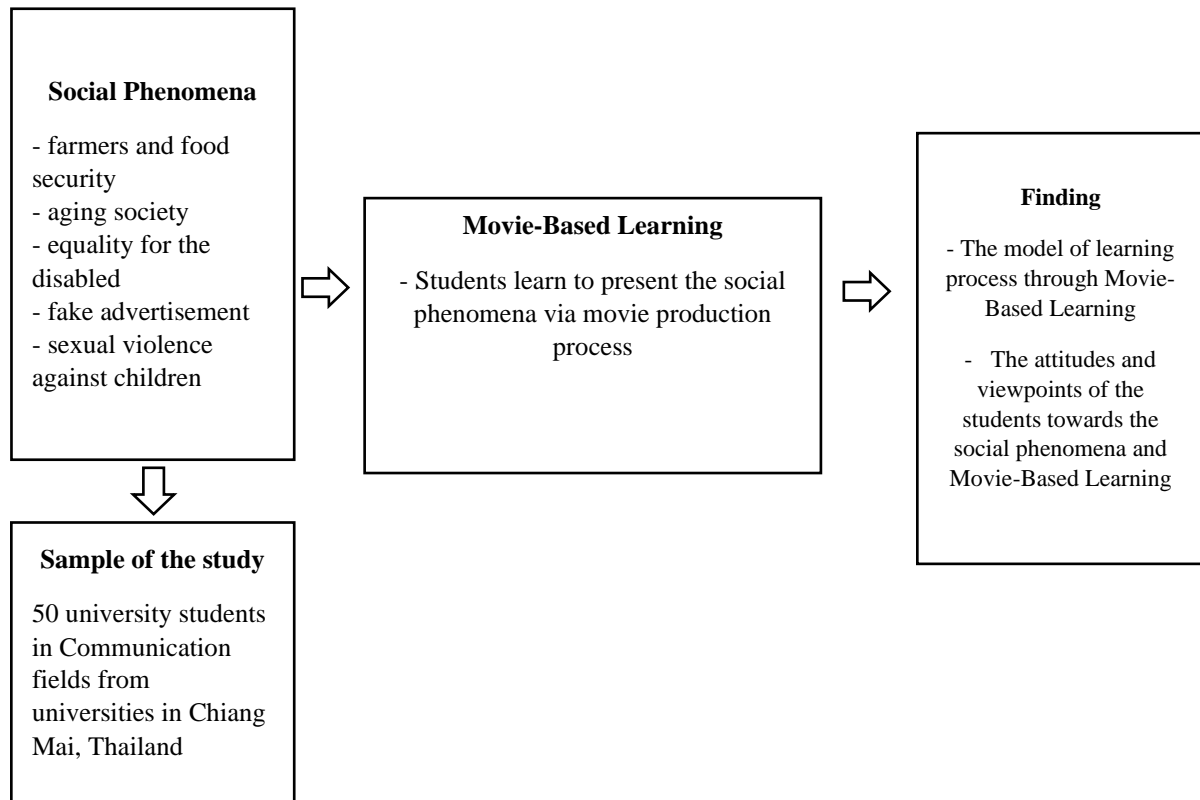 Social Phenomena
- farmers and food
security
- aging society
- equality for the
disabled
- fake advertisement
- sexual violence
against children
Sample of the study
50 university students
in Communication
fields from
universities in Chiang
Mai, Thailand
Movie-Based Learning
- Students learn to present the social
phenomena via movie production
process
Finding
- The model of learning
process through Movie-
Based Learning
- The attitudes and
viewpoints of the
students towards the
social phenomena and
Movie-Based Learning